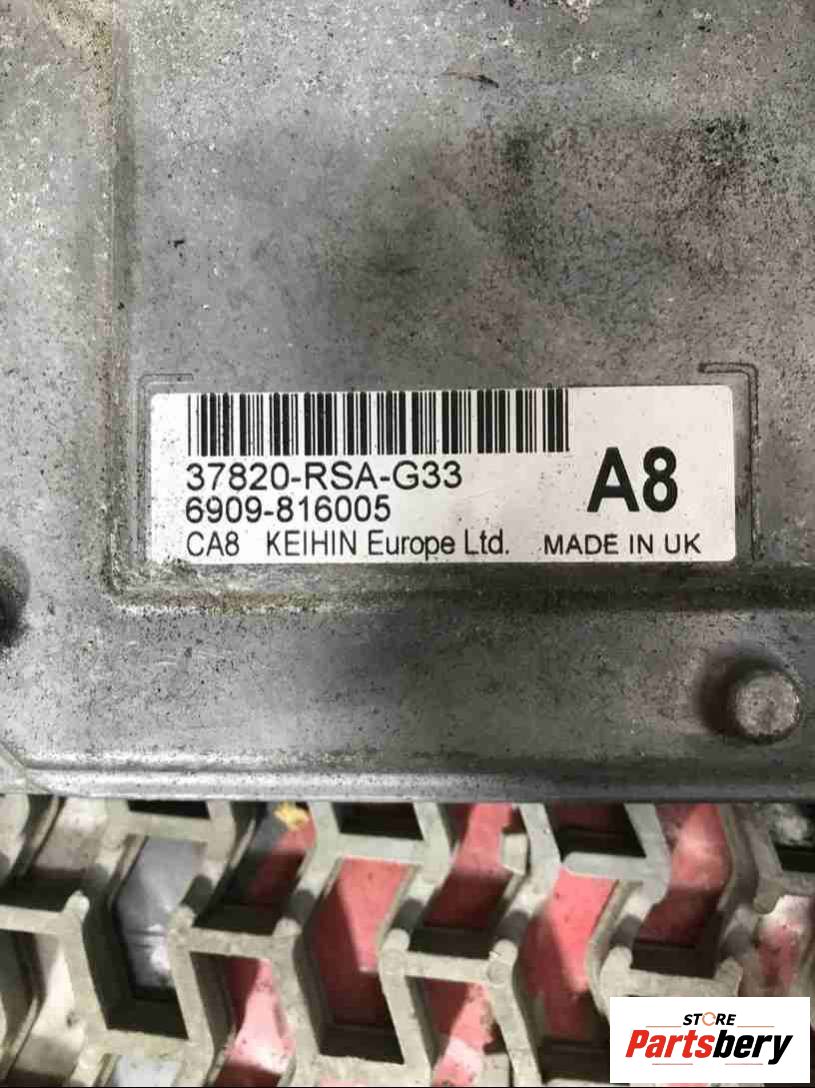 37820-RSA-G33
6909-816005
A8
CA8 KEIHIN Europe Ltd. MADE IN UK
STORE
Partsbery